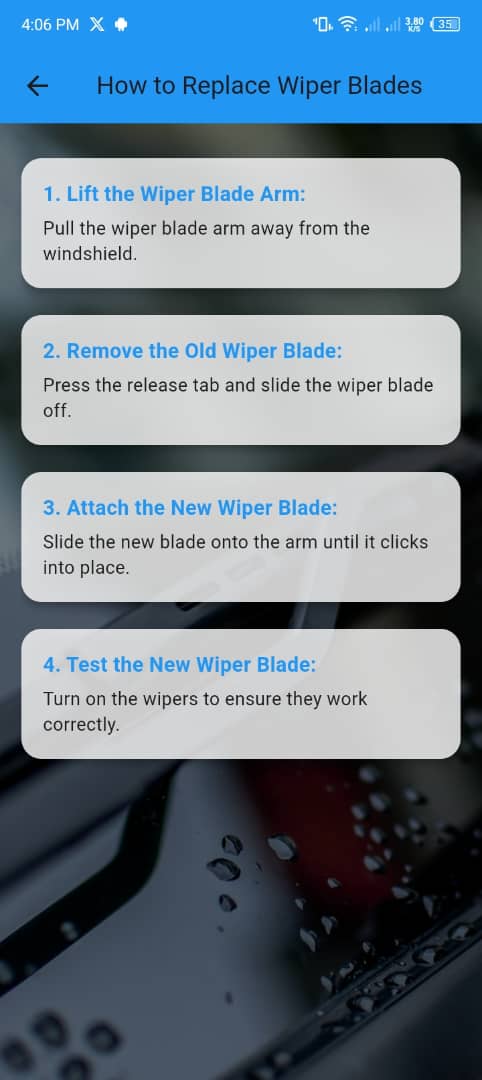 4:06 PM
3.80
K/S
35
How to Replace Wiper Blades
1. Lift the Wiper Blade Arm:
Pull the wiper blade arm away from the
windshield.
2. Remove the Old Wiper Blade:
Press the release tab and slide the wiper blade
off.
3. Attach the New Wiper Blade:
Slide the new blade onto the arm until it clicks
into place.
4. Test the New Wiper Blade:
Turn on the wipers to ensure they work
correctly.